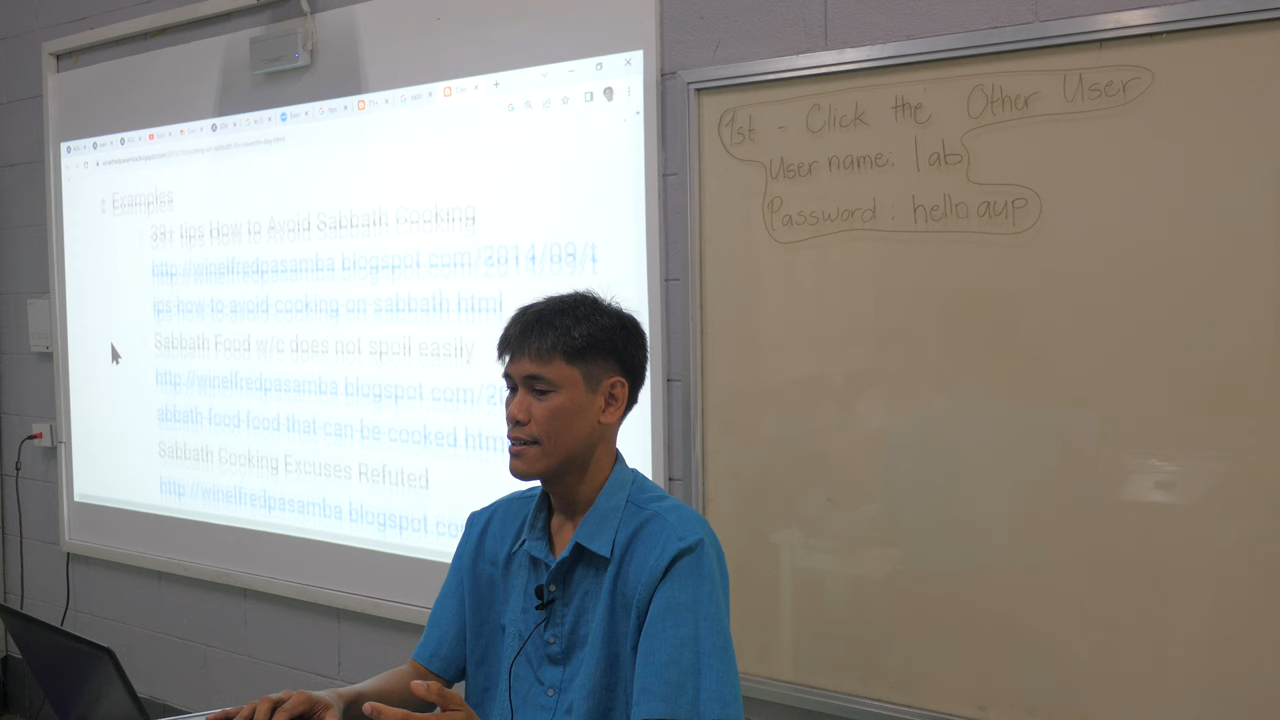 Examples
39+ tips How to Avoid Sabbath Cooking
http://winelfredpasamba.blogspot.com/2014/09/t
ips-how-to-avoid-cooking-on-sabbath.html
Sabbath Food w/c does not spoil easily
http://winelfredpasamba.blogspot.com/20
abbath-food-food-that-can-be-cooked.htm
Sabbath Cooking Excuses Refuted
http://winelfredpasamba.blogspot.co
1st - Click the Other User
User name: lab
Password: helloaup